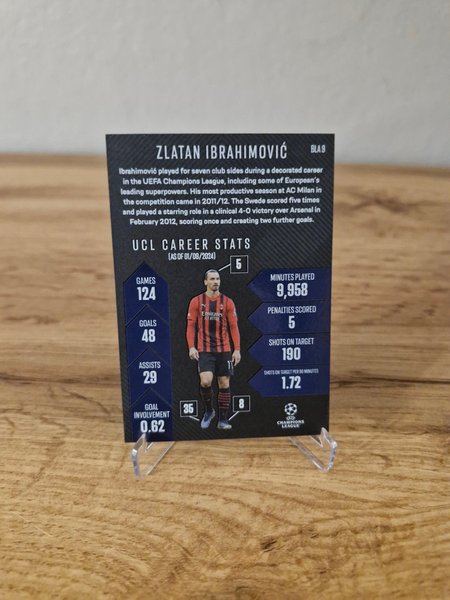 ZLATAN IBRAHIMOVIĆ
BLA 9
Ibrahimović played for seven club sides during a decorated career
in the UEFA Champions League, including some of European's
leading superpowers. His most productive season at AC Milan in
the competition came in 2011/12. The Swede scored five times
and played a starring role in a clinical 4-0 victory over Arsenal in
February 2012, scoring once and creating two further goals.
UCL CAREER STATS
(AS OF 01/08/2024)
5
GAMES
124
GOALS
48
ASSISTS
29
GOAL
INVOLVEMENT
0.62
MINUTES PLAYED
9,958
PENALTIES SCORED
5
SHOTS ON TARGET
190
SHOTS ON TARGET PER 90 MINUTES
1.72
35
8
CHAMPIONS
LEAGUE